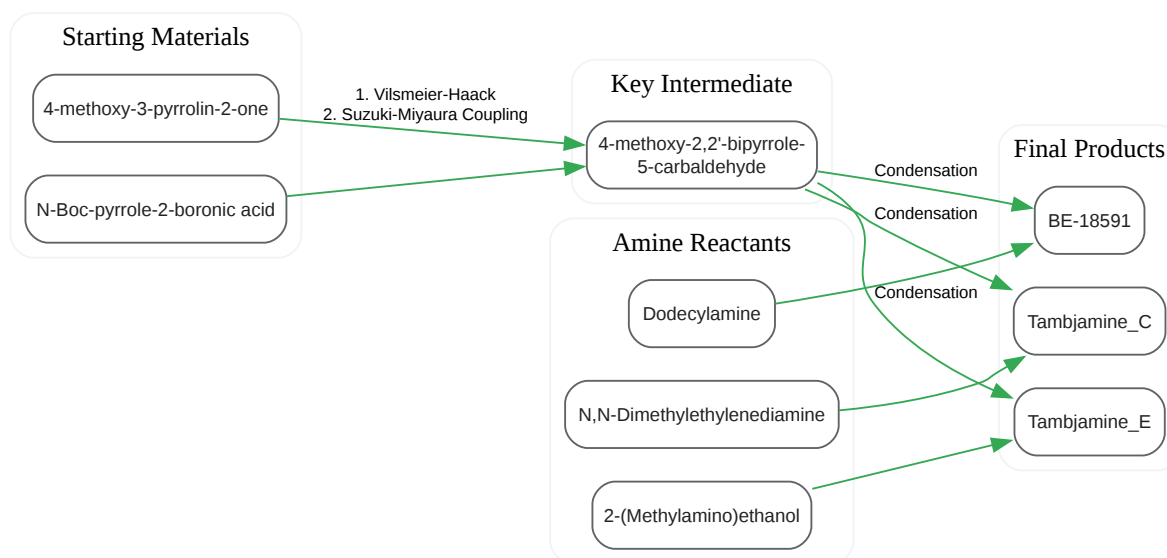 Starting Materials
4-methoxy-3-pyrrolin-2-one
N-Boc-pyrrole-2-boronic acid
1. Vilsmeier-Haack
2. Suzuki-Miyaura Coupling
Key Intermediate
4-methoxy-2,2'-bipyrrole-
5-carbaldehyde
Amine Reactants
Dodecylamine
N,N-Dimethylethylenediamine
2-(Methylamino)ethanol
Condensation
Condensation
Condensation
Final Products
BE-18591
Tambjamine_C
Tambjamine_E